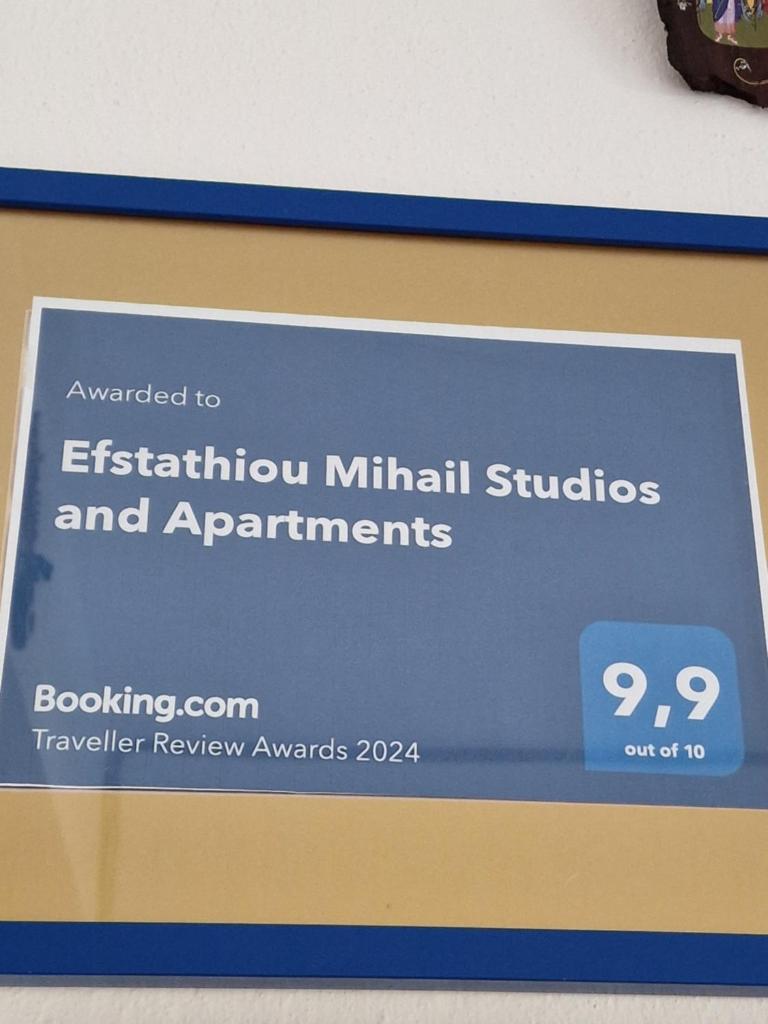 Awarded to
Efstathiou Mihail Studios
and Apartments
Booking.com
Traveller Review Awards 2024
9,9
out of 10